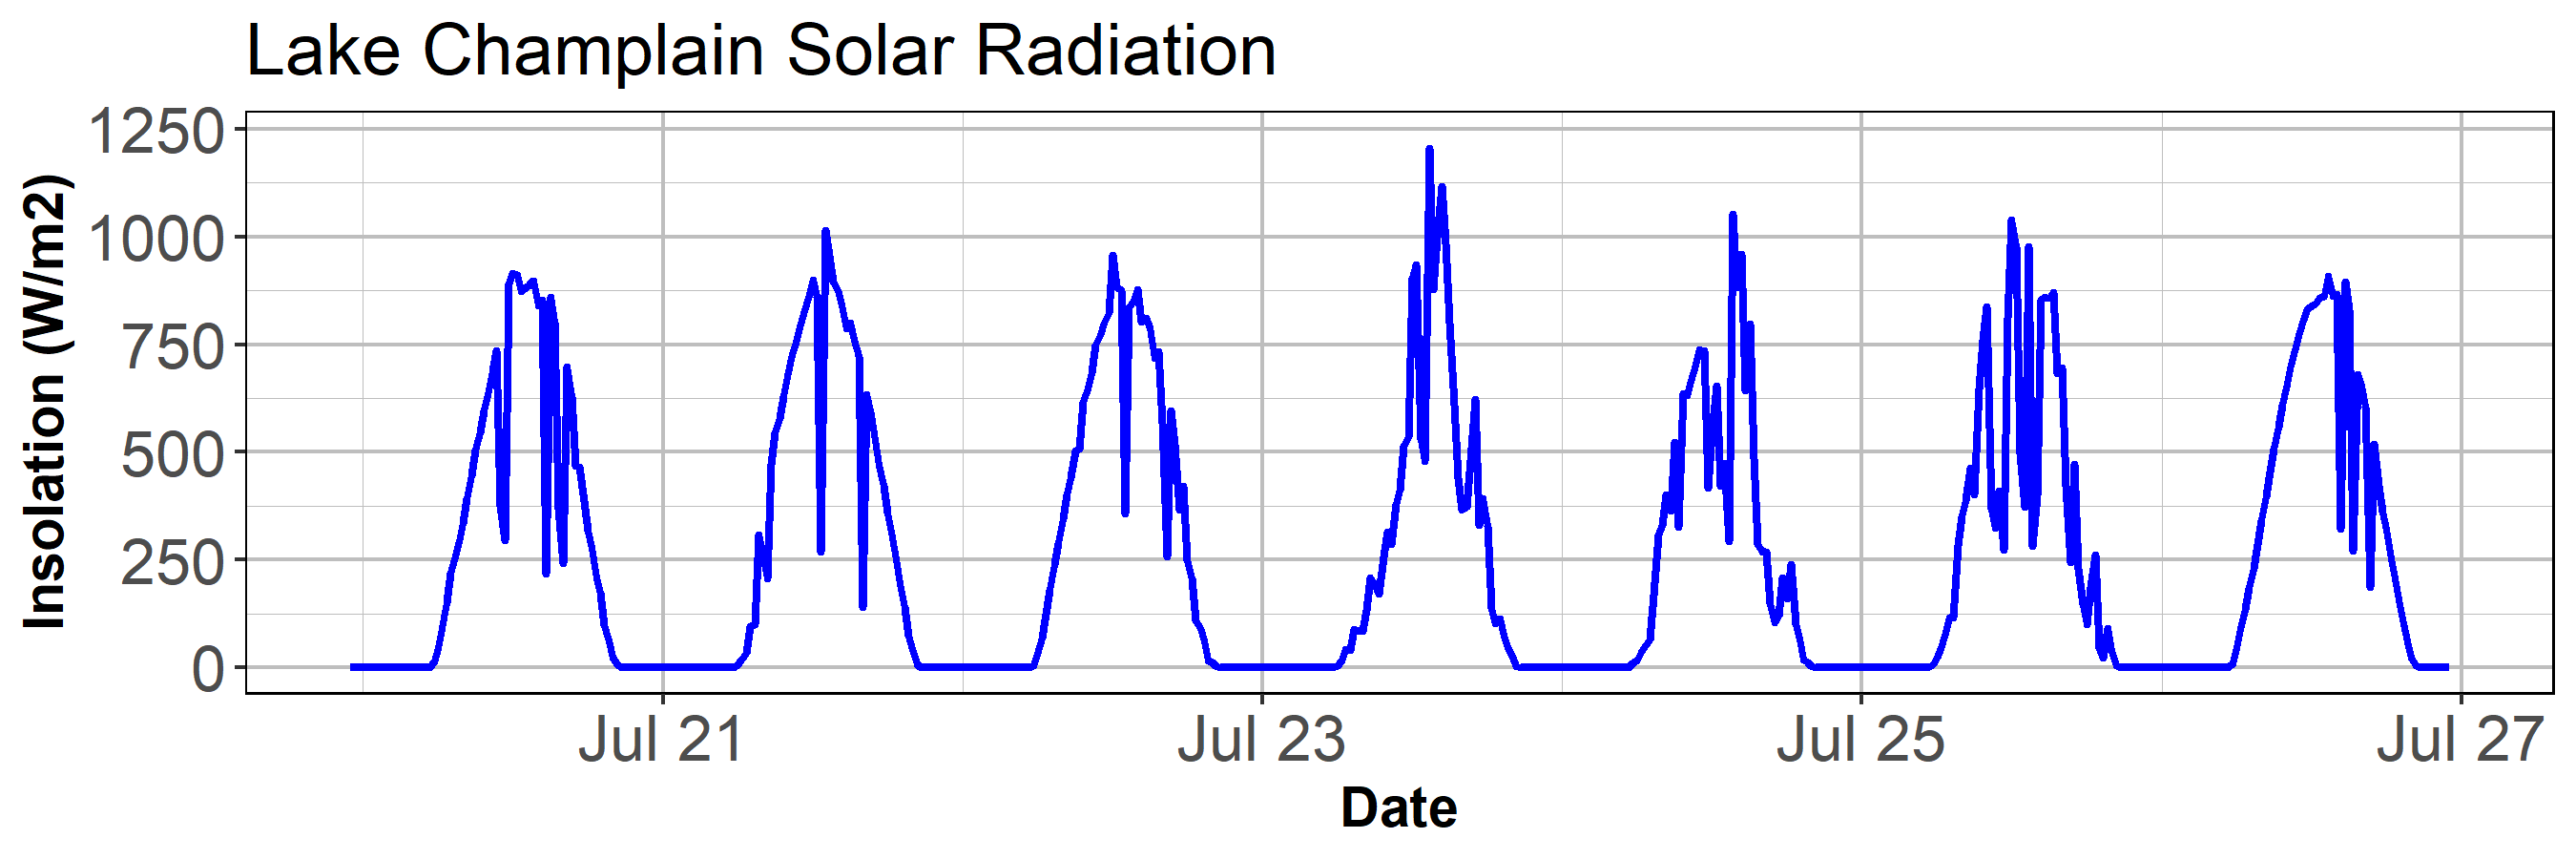 Lake Champlain Solar Radiation
1250
1000
750
500
250
0
Insolation (W/m2)
Jul 21 Jul 23 Jul 25 Jul 27
Date